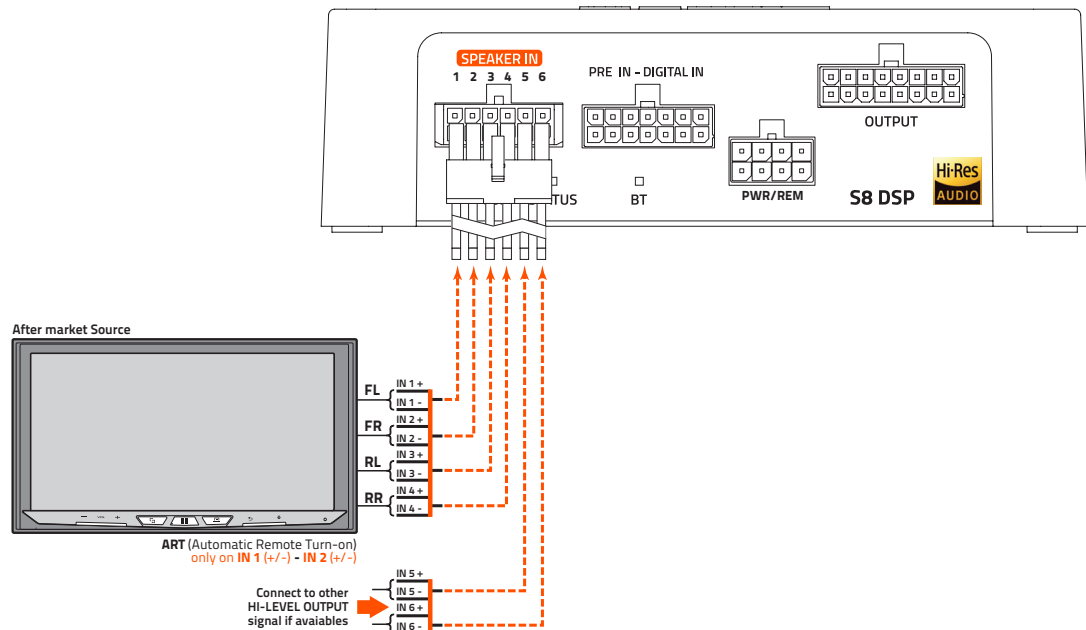 SPEAKER IN
1 2 3 4 5 6
PRE IN - DIGITAL IN
OUTPUT
TUS
BT
PWR/REM
S8 DSP
Hi-Res
AUDIO
After market Source
FL
IN 1 +
IN 1 -
FR
IN 2 +
IN 2 -
RL
IN 3 +
IN 3 -
RR
IN 4 +
IN 4 -
ART (Automatic Remote Turn-on)
only on IN 1 (+/-) - IN 2 (+/-)
IN 5 +
IN 5 -
IN 6 +
IN 6 -
Connect to other
HI-LEVEL OUTPUT
signal if avaiables